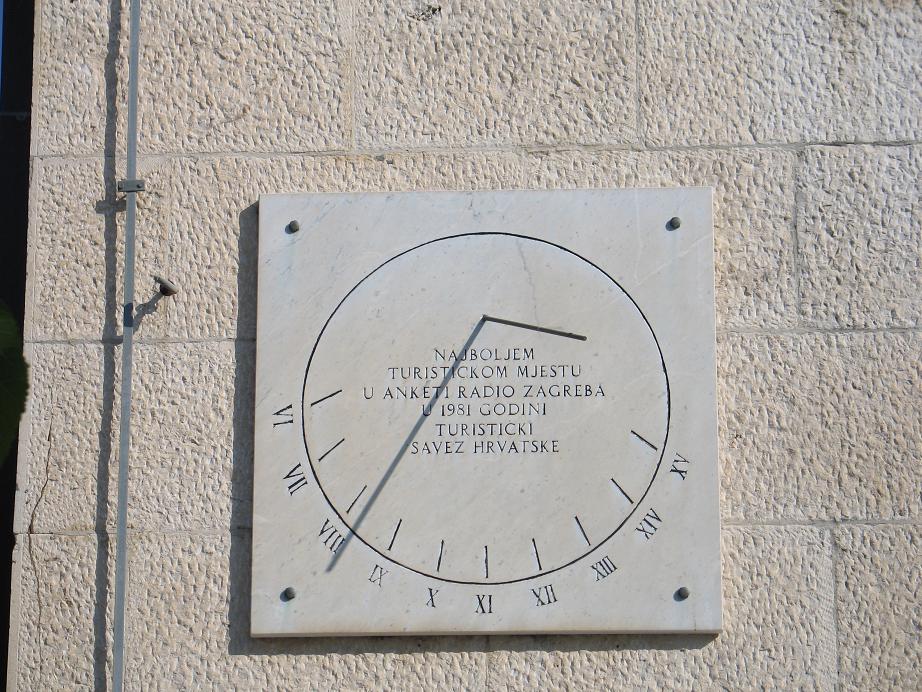 NAJBOLJEM
TURISTIČKOM MJESTU
U ANKETI RADIO ZAGREBA
U 1981 GODINI
TURISTICKI
SAVEZ HRVATSKE
VI
VII
VIII
IX
X
XI
XII
XIII
XIV
XV